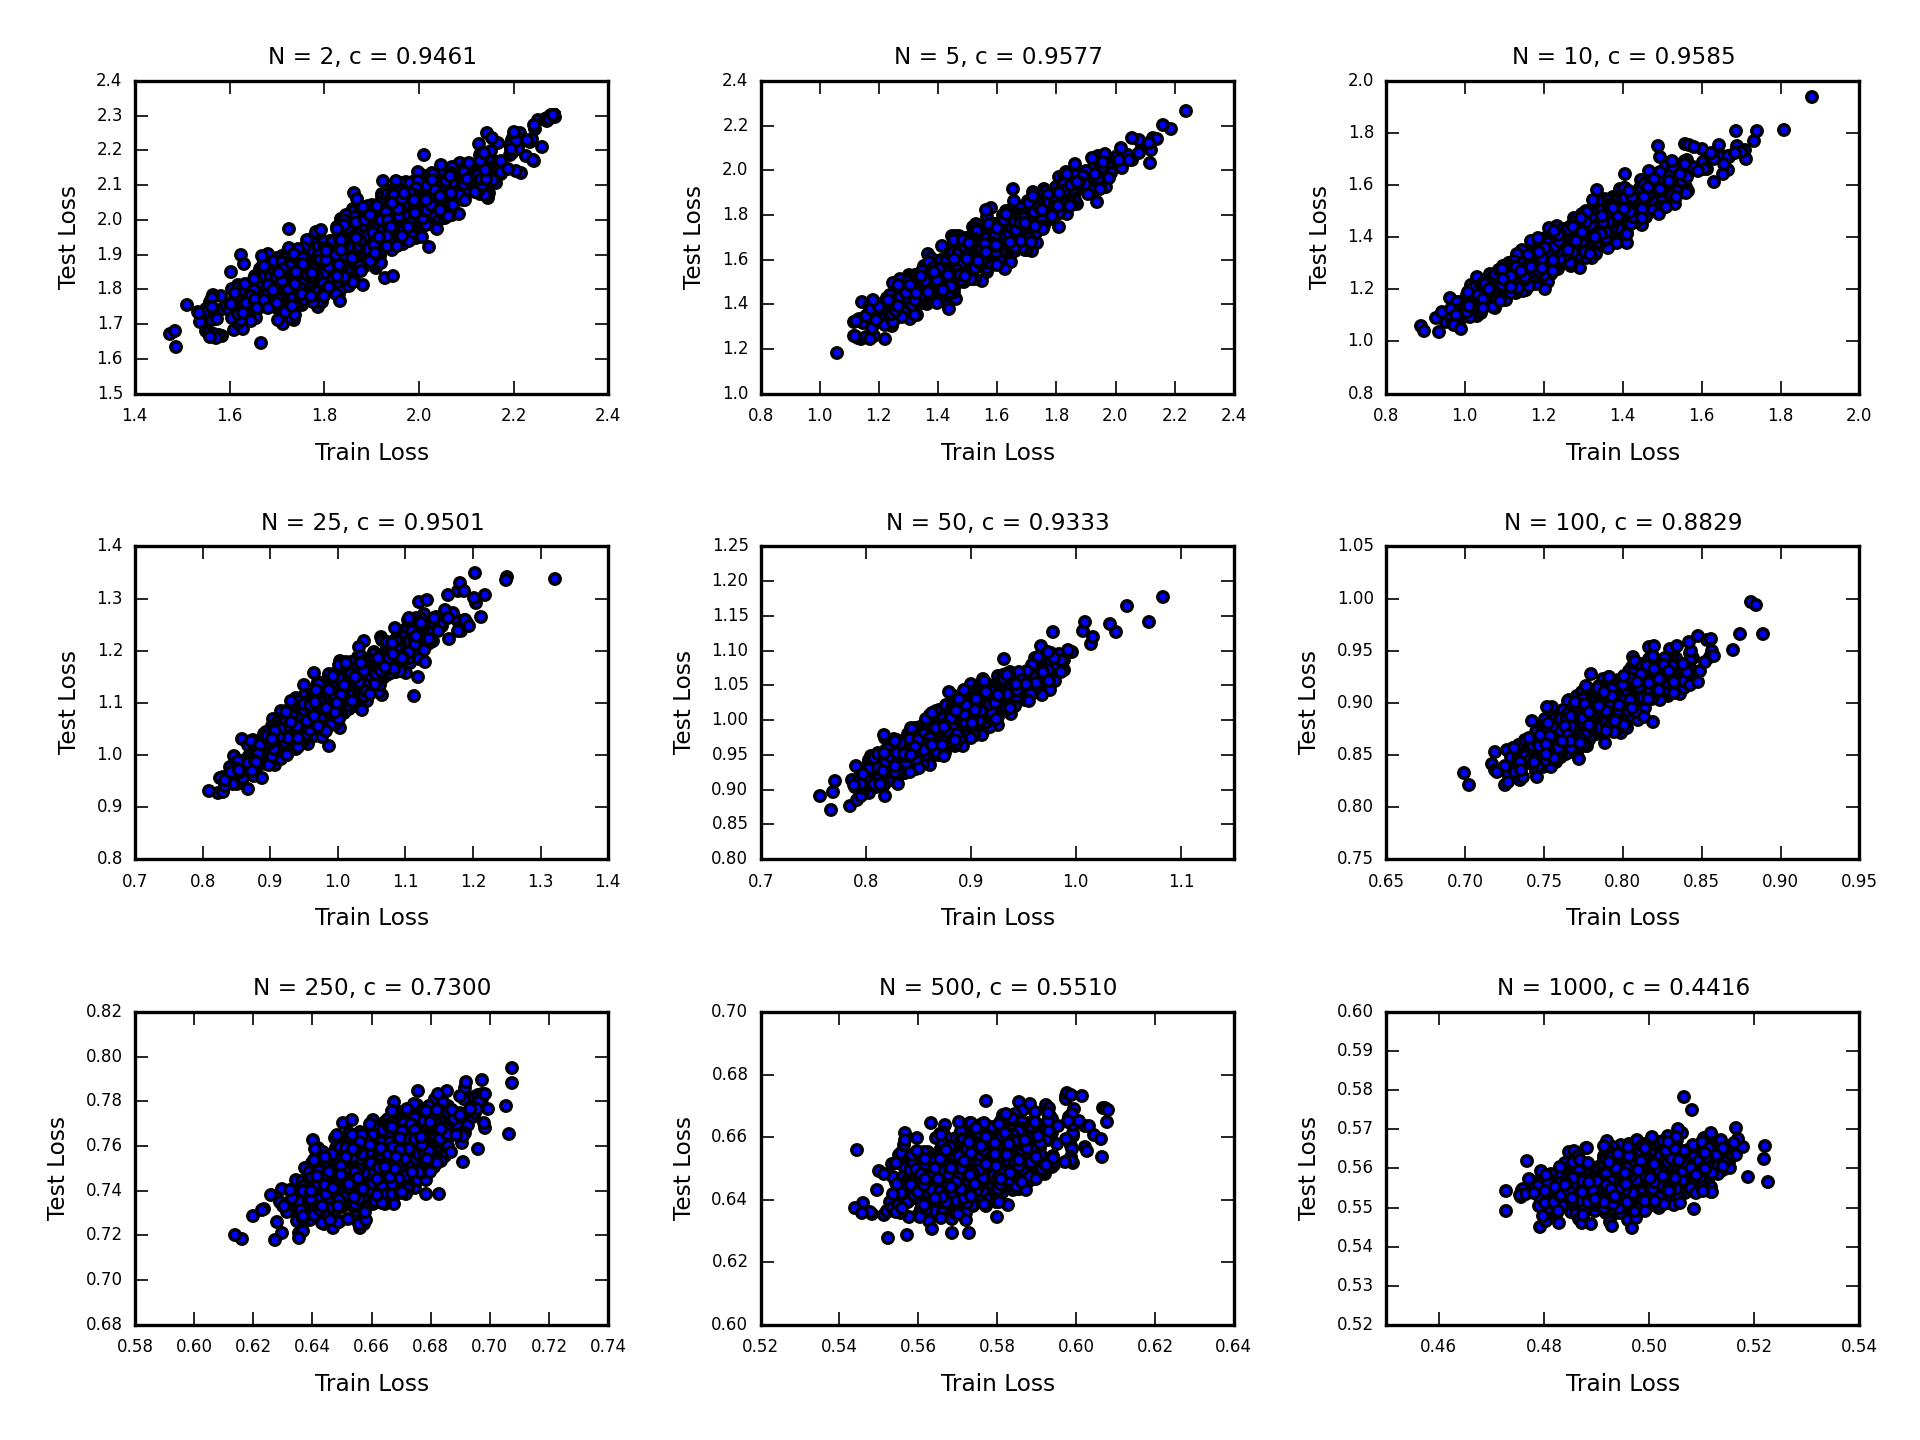 N = 2, c = 0.9461
2.4
2.3
2.2
2.1
2.0
1.9
1.8
1.7
1.6
1.5
Test Loss
1.4 1.6 1.8 2.0 2.2 2.4
Train Loss
N = 5, c = 0.9577
2.4
2.2
2.0
1.8
1.6
1.4
1.2
1.0
Test Loss
0.8 1.0 1.2 1.4 1.6 1.8 2.0 2.2 2.4
Train Loss
N = 10, c = 0.9585
2.0
1.8
1.6
1.4
1.2
1.0
0.8
Test Loss
0.8 1.0 1.2 1.4 1.6 1.8 2.0
Train Loss
N = 25, c = 0.9501
1.4
1.3
1.2
1.1
1.0
0.9
0.8
Test Loss
0.7 0.8 0.9 1.0 1.1 1.2 1.3 1.4
Train Loss
N = 50, c = 0.9333
1.25
1.20
1.15
1.10
1.05
1.00
0.95
0.90
0.85
0.80
Test Loss
0.7 0.8 0.9 1.0 1.1
Train Loss
N = 100, c = 0.8829
1.05
1.00
0.95
0.90
0.85
0.80
0.75
Test Loss
0.65 0.70 0.75 0.80 0.85 0.90 0.95
Train Loss
N = 250, c = 0.7300
0.82
0.80
0.78
0.76
0.74
0.72
0.70
0.68
Test Loss
0.58 0.60 0.62 0.64 0.66 0.68 0.70 0.72 0.74
Train Loss
N = 500, c = 0.5510
0.70
0.68
0.66
0.64
0.62
0.60
Test Loss
0.52 0.54 0.56 0.58 0.60 0.62 0.64
Train Loss
N = 1000, c = 0.4416
0.60
0.59
0.58
0.57
0.56
0.55
0.54
0.53
0.52
Test Loss
0.46 0.48 0.50 0.52 0.54
Train Loss